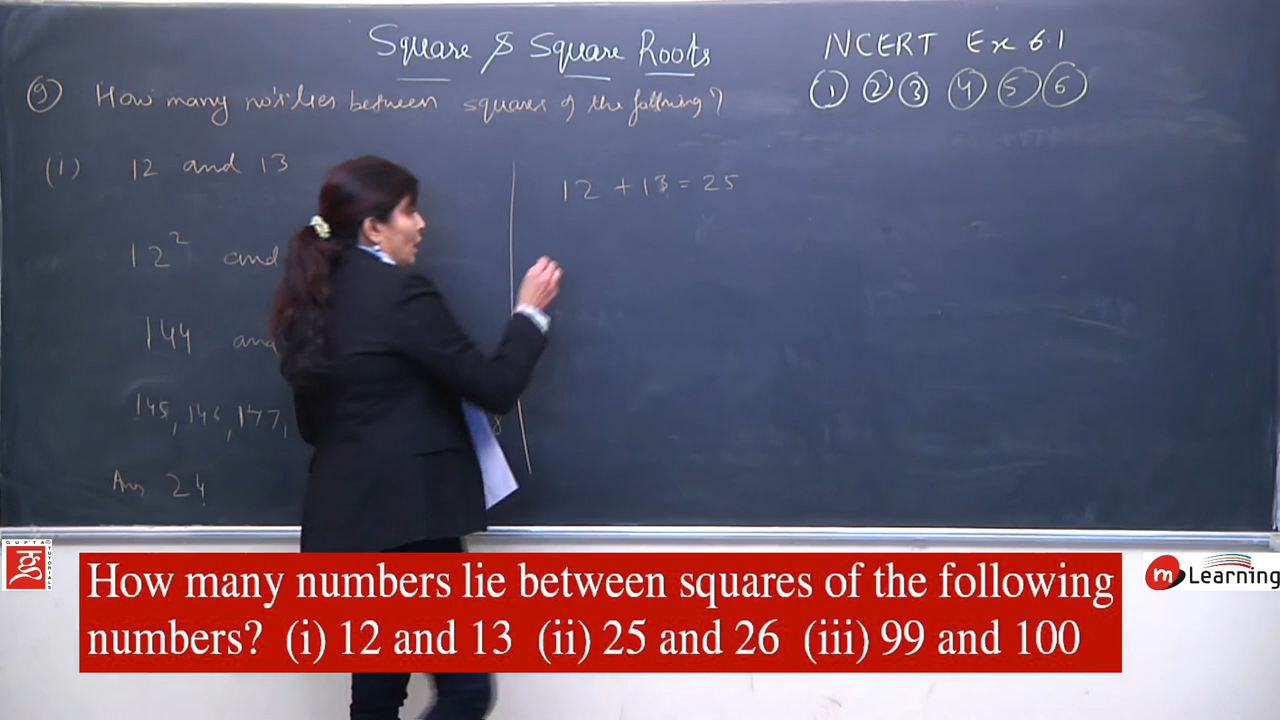 Square & Square Roots
NCERT Ex 6.1
1 2 3 4 5 6
9) How many no's lies between squares of the following?
(i) 12 and 13
12 + 13 = 25
12² and
144 and
145, 146, 147,
Ans 24
GUPTA TUTORIALS
How many numbers lie between squares of the following
numbers? (i) 12 and 13 (ii) 25 and 26 (iii) 99 and 100
m Learning